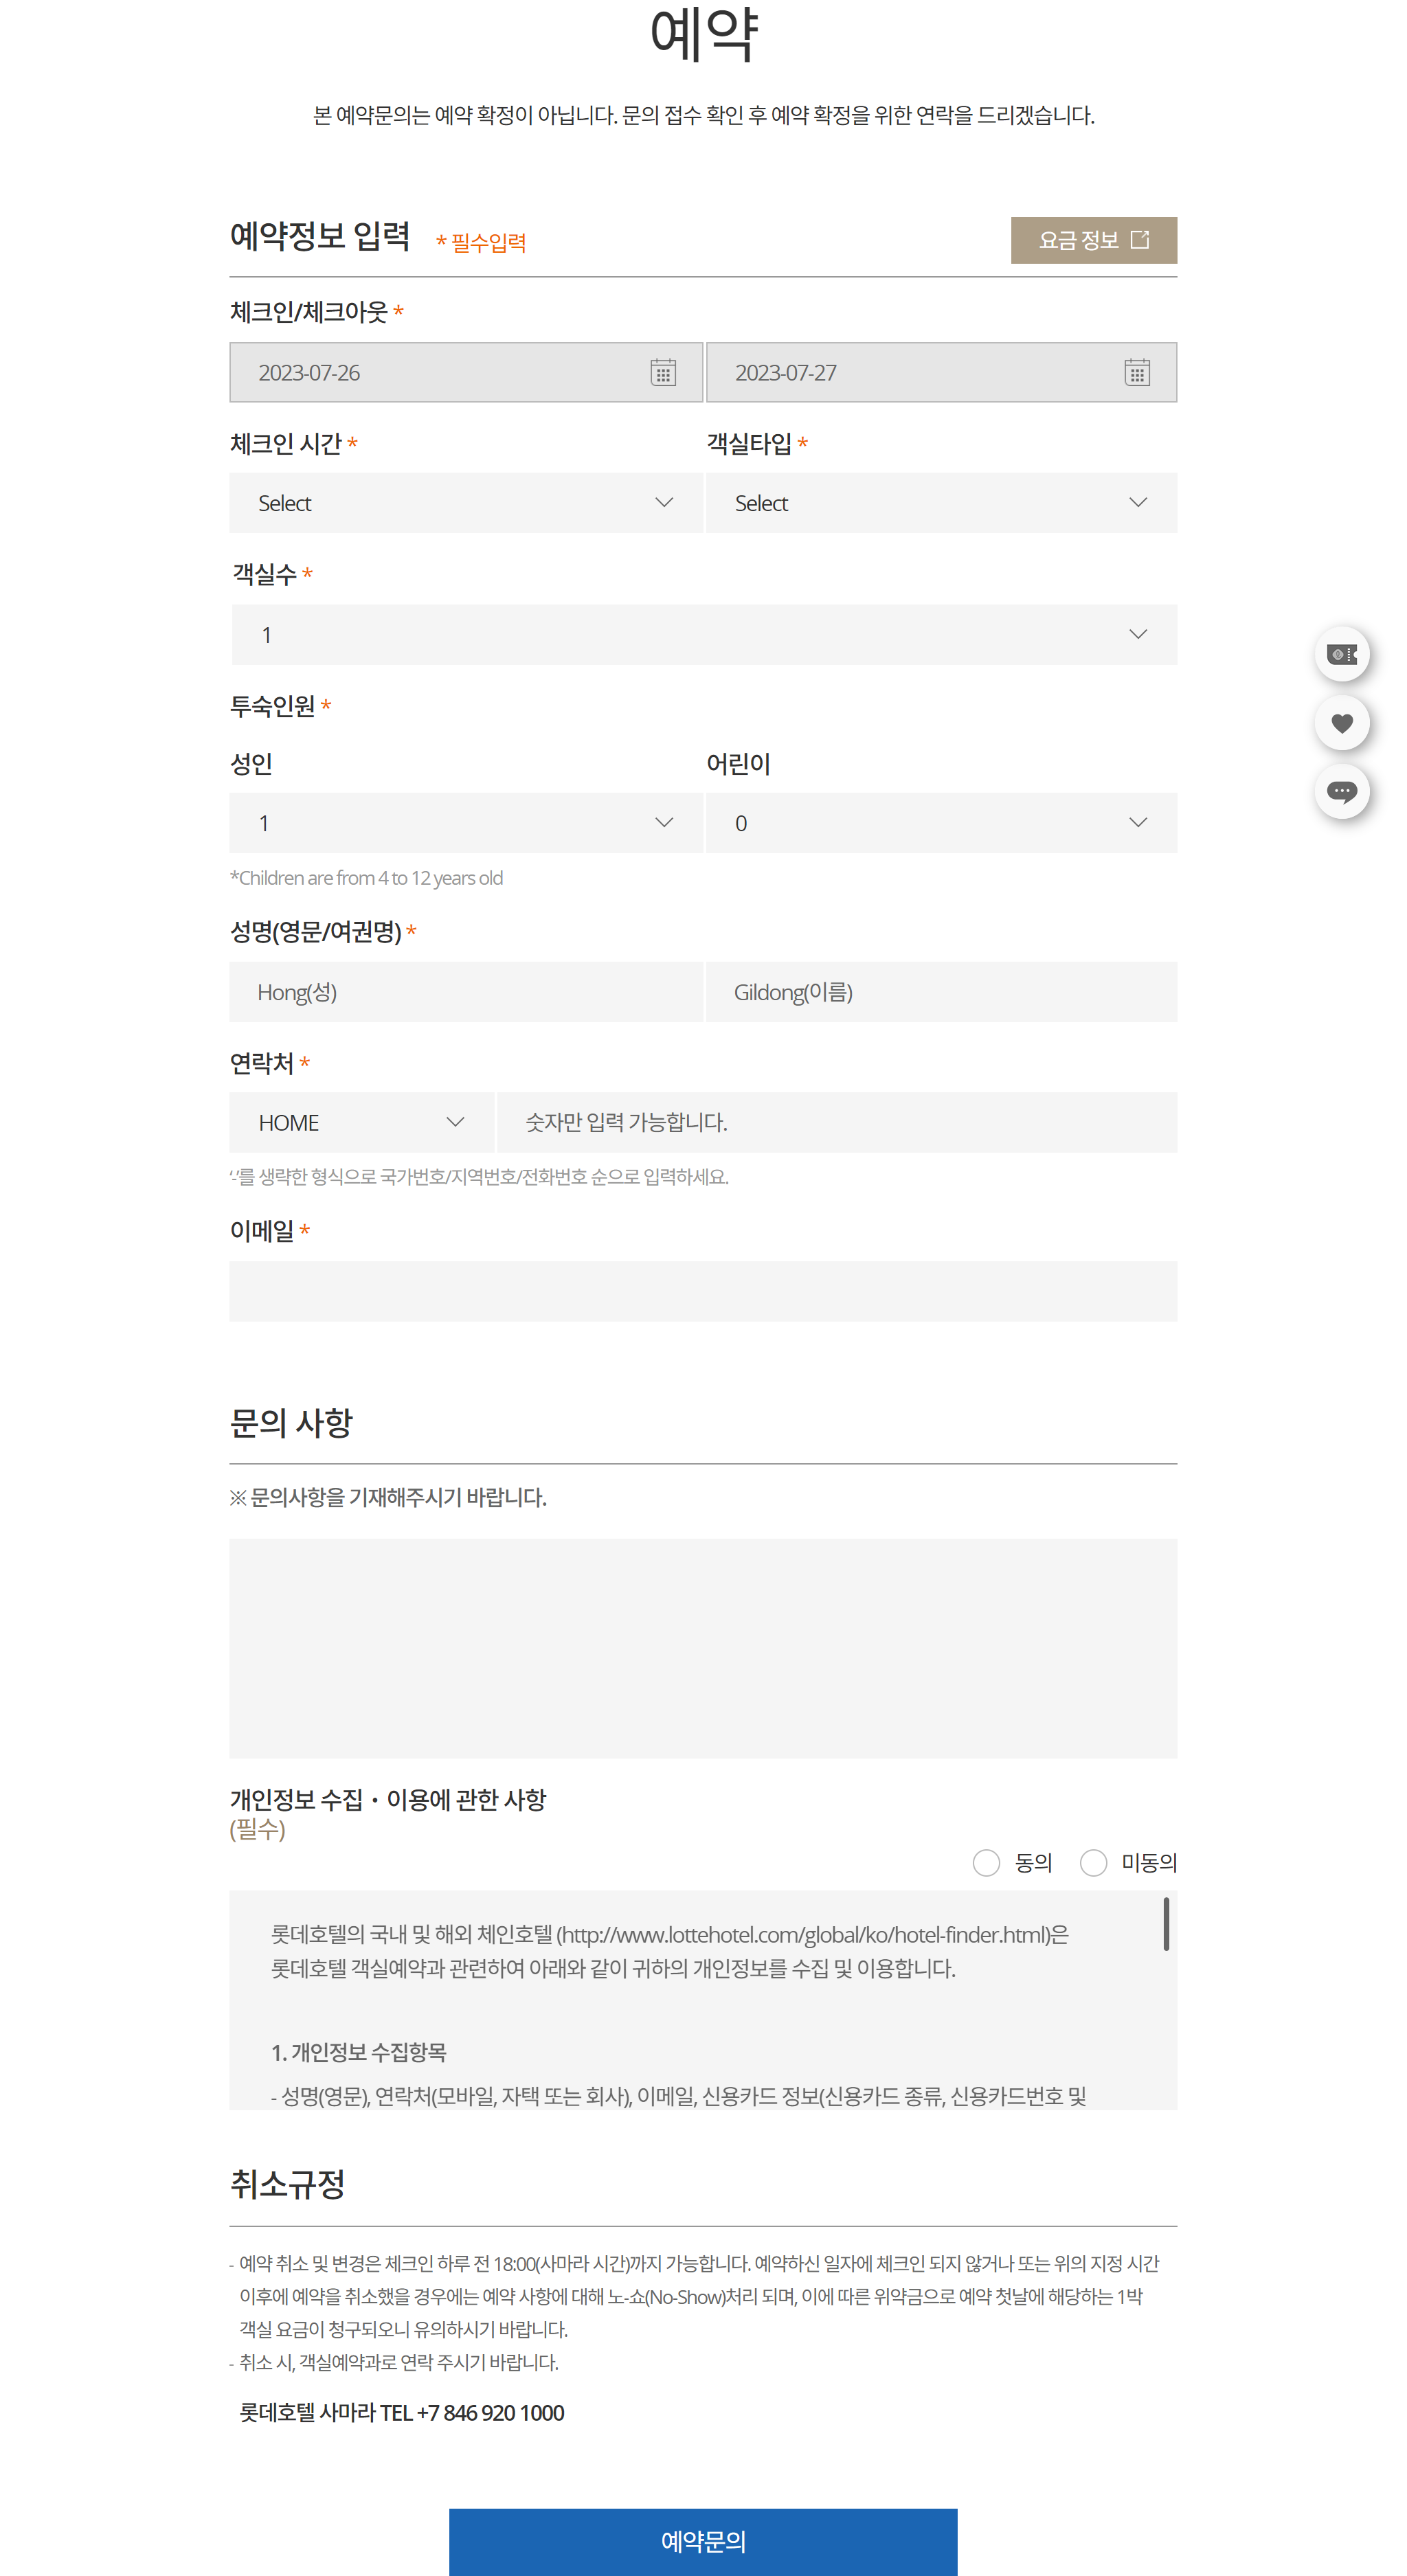 예약
본 예약문의는 예약 확정이 아닙니다. 문의 접수 확인 후 예약 확정을 위한 연락을 드리겠습니다.
예약정보 입력 * 필수입력
요금 정보
체크인/체크아웃 *
2023-07-26
2023-07-27
체크인 시간 *
객실타입 *
Select
Select
객실수 *
1
투숙인원 *
성인
어린이
1
0
*Children are from 4 to 12 years old
성명(영문/여권명) *
Hong(성)
Gildong(이름)
연락처 *
HOME
숫자만 입력 가능합니다.
‘-’를 생략한 형식으로 국가번호/지역번호/전화번호 순으로 입력하세요.
이메일 *
문의 사항
※ 문의사항을 기재해주시기 바랍니다.
개인정보 수집・이용에 관한 사항
(필수)
동의
미동의
롯데호텔의 국내 및 해외 체인호텔 (http://www.lottehotel.com/global/ko/hotel-finder.html)은
롯데호텔 객실예약과 관련하여 아래와 같이 귀하의 개인정보를 수집 및 이용합니다.
1. 개인정보 수집항목
- 성명(영문), 연락처(모바일, 자택 또는 회사), 이메일, 신용카드 정보(신용카드 종류, 신용카드번호 및
취소규정
- 예약 취소 및 변경은 체크인 하루 전 18:00(사마라 시간)까지 가능합니다. 예약하신 일자에 체크인 되지 않거나 또는 위의 지정 시간
이후에 예약을 취소했을 경우에는 예약 사항에 대해 노-쇼(No-Show)처리 되며, 이에 따른 위약금으로 예약 첫날에 해당하는 1박
객실 요금이 청구되오니 유의하시기 바랍니다.
- 취소 시, 객실예약과로 연락 주시기 바랍니다.
롯데호텔 사마라 TEL +7 846 920 1000
예약문의